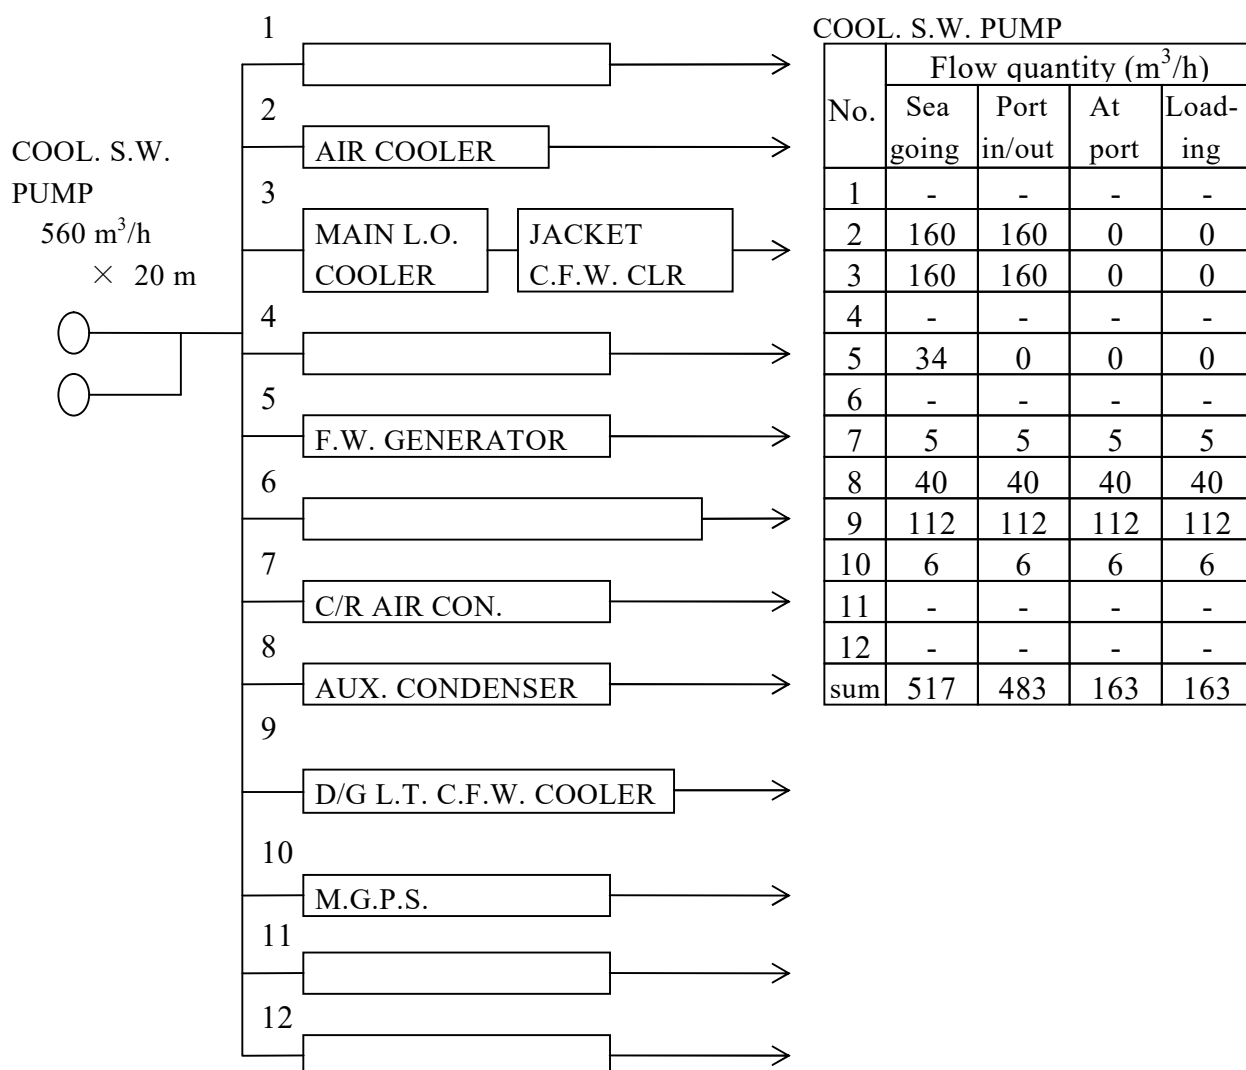 1
2
AIR COOLER
COOL. S.W.
PUMP
560 m³/h
× 20 m
3
MAIN L.O.
COOLER
JACKET
C.F.W. CLR
4
5
F.W. GENERATOR
6
7
C/R AIR CON.
8
AUX. CONDENSER
9
D/G L.T. C.F.W. COOLER
10
M.G.P.S.
11
12
COOL. S.W. PUMP
No. Flow quantity (m³/h)
Sea going Port in/out At port Load-ing
1 - - - -
2 160 160 0 0
3 160 160 0 0
4 - - - -
5 34 0 0 0
6 - - - -
7 5 5 5 5
8 40 40 40 40
9 112 112 112 112
10 6 6 6 6
11 - - - -
12 - - - -
sum 517 483 163 163